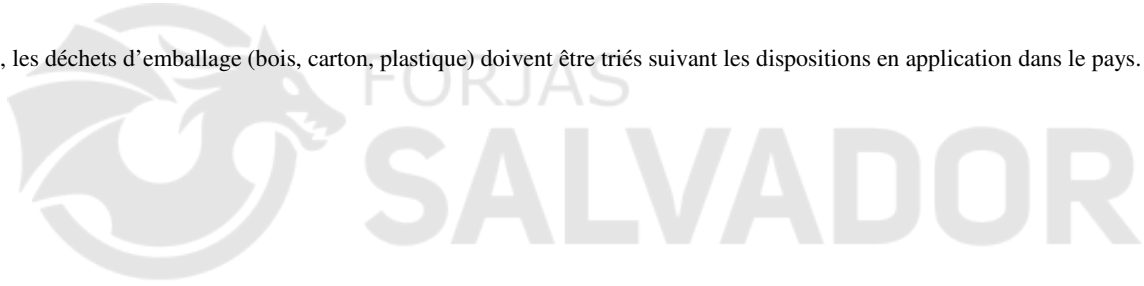 , les déchets d’emballage (bois, carton, plastique) doivent être triés suivant les dispositions en application dans le pays.
FORJAS
SALVADOR